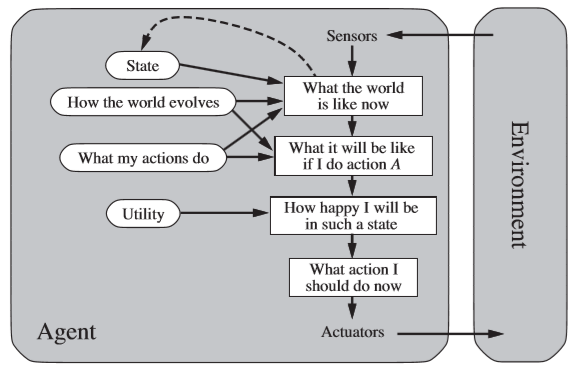 Sensors
State
What the world
is like now
How the world evolves
What it will be like
if I do action A
What my actions do
Utility
How happy I will be
in such a state
What action I
should do now
Agent
Actuators
Environment